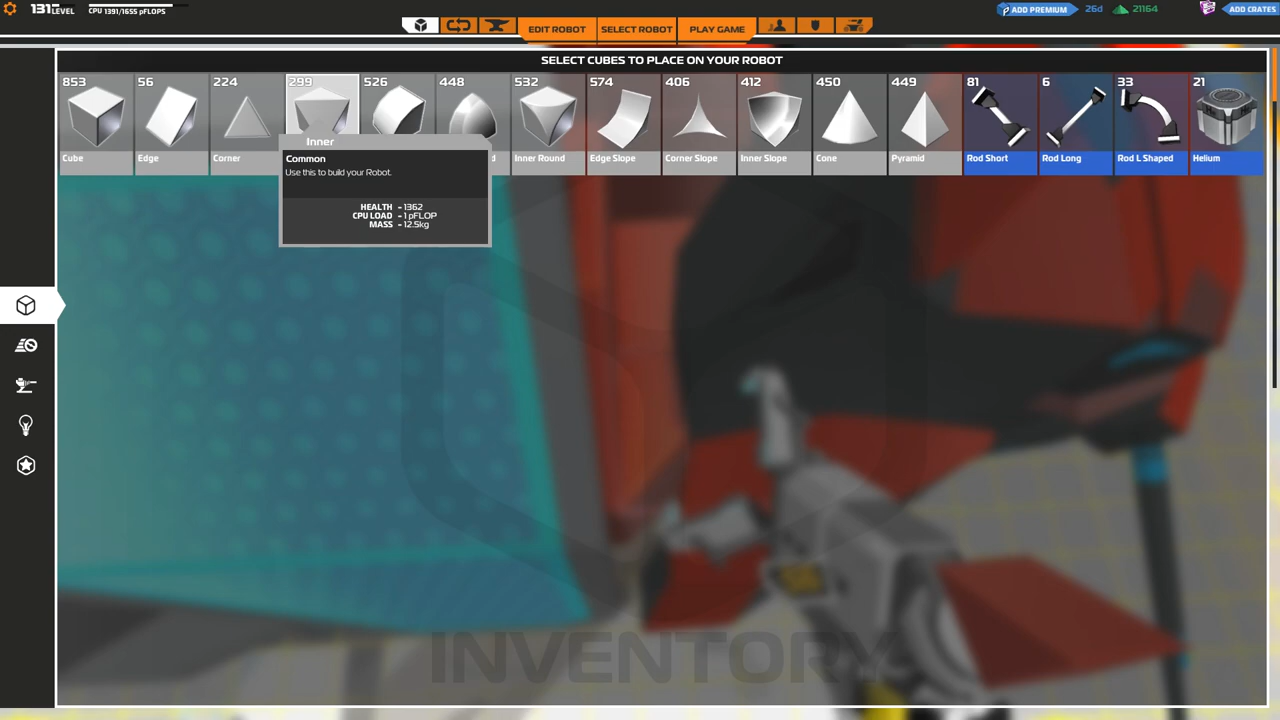 131 LEVEL
CPU 1391/1655 pFLOPS
ADD PREMIUM
26d
21164
ADD CRATES
EDIT ROBOT
SELECT ROBOT
PLAY GAME
SELECT CUBES TO PLACE ON YOUR ROBOT
853
56
224
299
526
448
532
574
406
412
450
449
81
6
33
21
Cube
Edge
Corner
d
Inner Round
Edge Slope
Corner Slope
Inner Slope
Cone
Pyramid
Rod Short
Rod Long
Rod L Shaped
Helium
Inner
Common
Use this to build your Robot.
HEALTH - 1362
CPU LOAD - 1 pFLOP
MASS - 12.5kg
INVENTORY